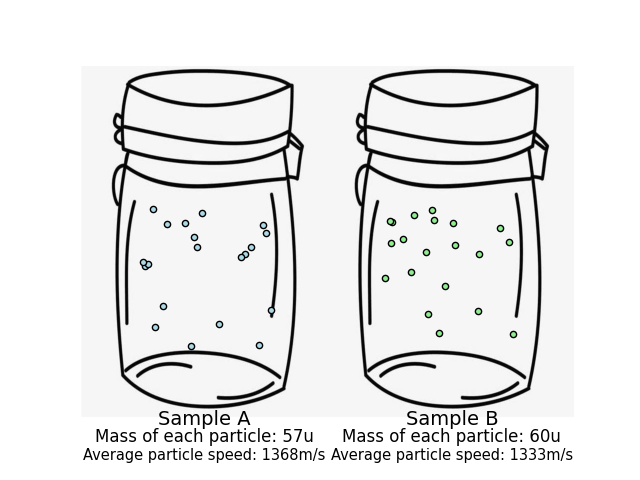 Sample A
Mass of each particle: 57u
Average particle speed: 1368m/s
Sample B
Mass of each particle: 60u
Average particle speed: 1333m/s